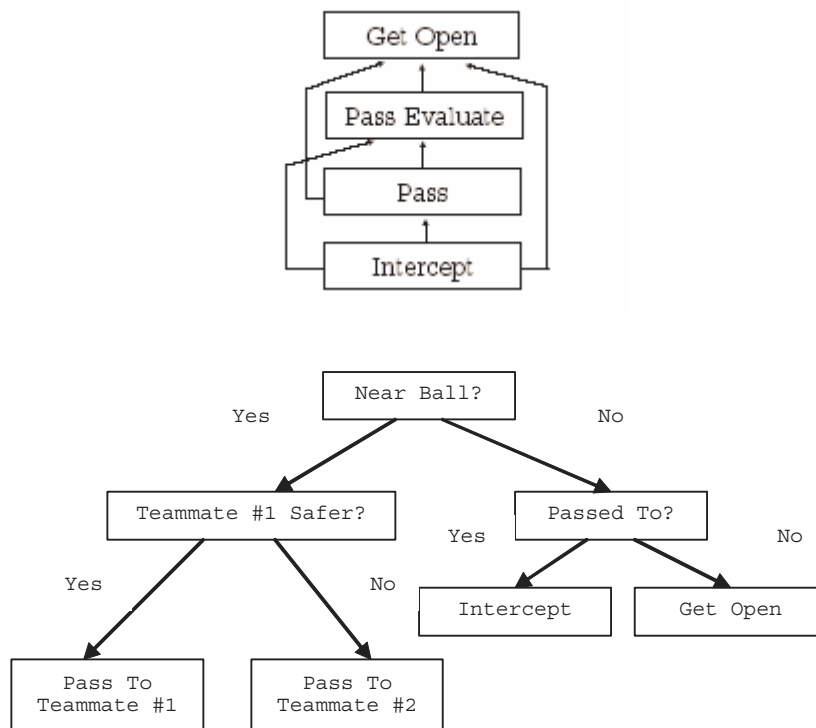 Get Open
Pass Evaluate
Pass
Intercept
Near Ball?
Yes
No
Teammate #1 Safer?
Passed To?
Yes
No
Yes
No
Intercept
Get Open
Pass To
Teammate #1
Pass To
Teammate #2